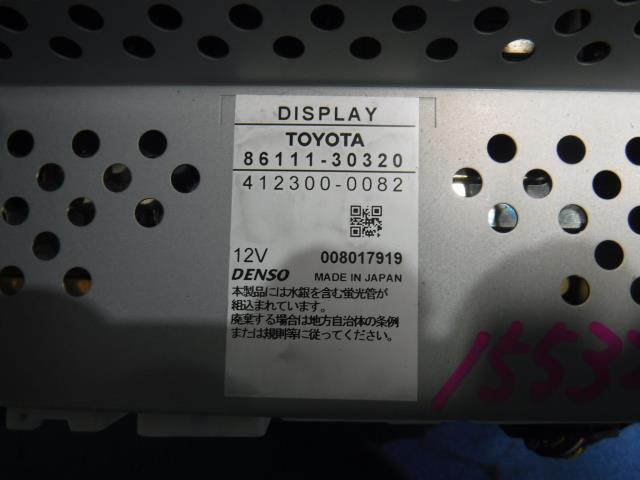 DISPLAY
TOYOTA
86111-30320
412300-0082
12V 008017919
DENSO MADE IN JAPAN
本製品には水銀を含む蛍光管が
組込まれています。
廃棄する場合は地方自治体の条例
または規則等に従ってください。